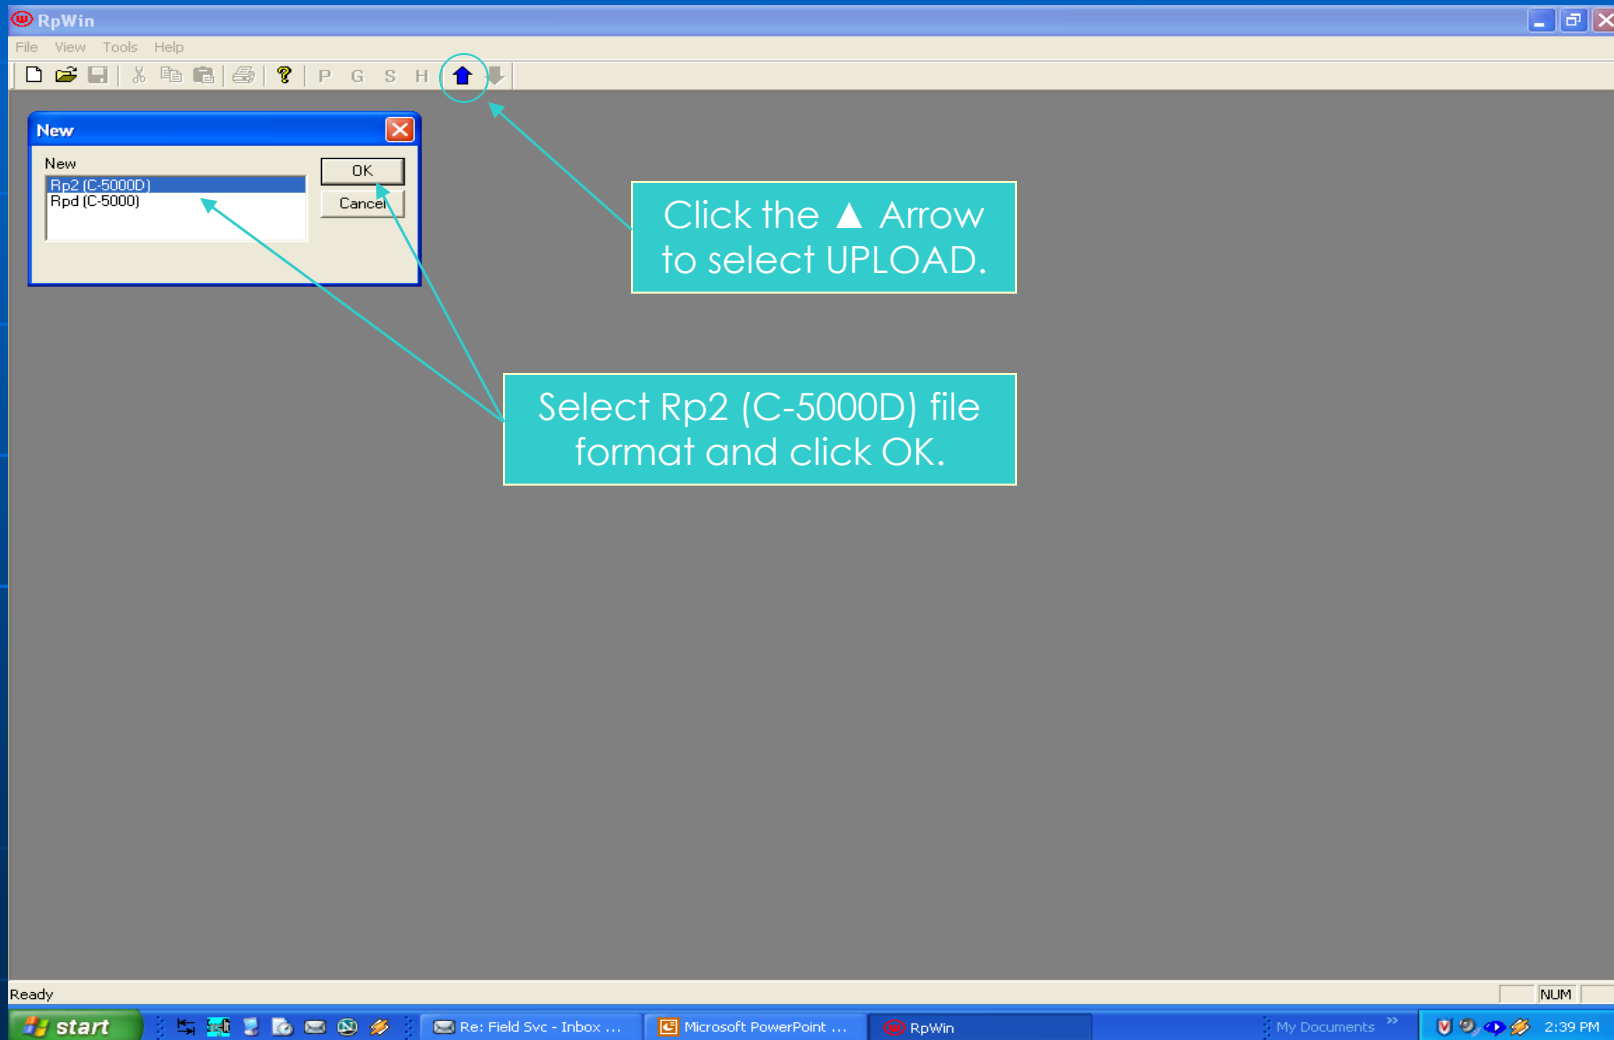 RpWin
File View Tools Help
P G S H
New
New
Rp2 (C-5000D)
Rpd (C-5000)
OK
Cancel
Click the ▲ Arrow
to select UPLOAD.
Select Rp2 (C-5000D) file
format and click OK.
Ready
NUM
start
Re: Field Svc - Inbox ...
Microsoft PowerPoint ...
RpWin
My Documents »
2:39 PM